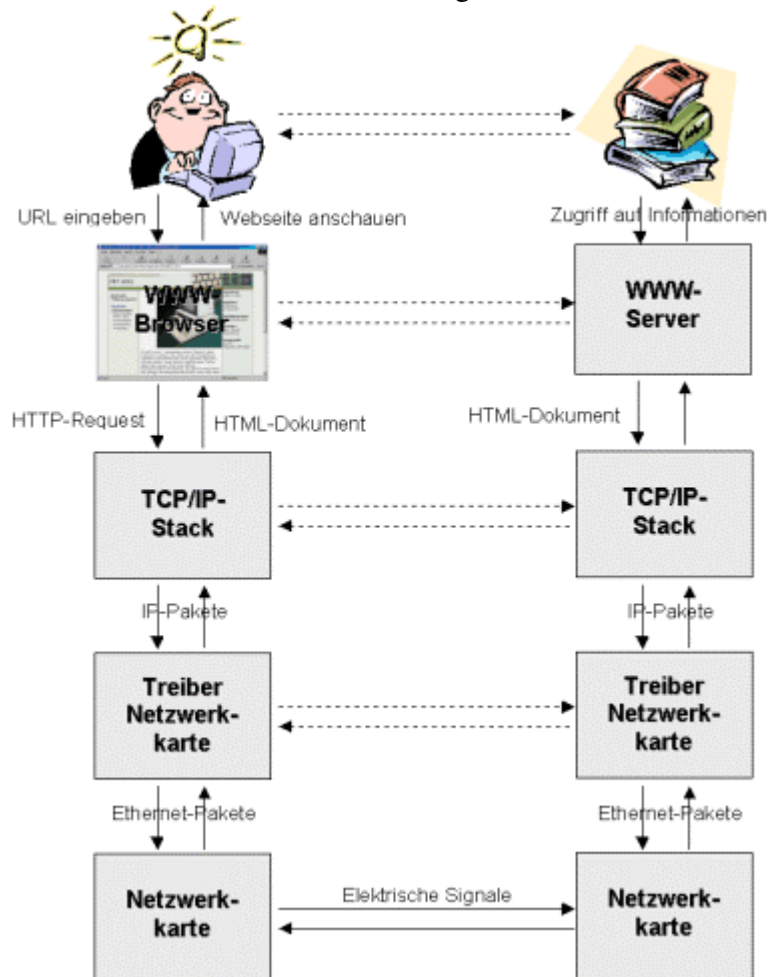 URL eingeben
Webseite anschauen
Zugriff auf Informationen
WWW-
Browser
WWW-
Server
HTTP-Request
HTML-Dokument
HTML-Dokument
TCP/IP-
Stack
TCP/IP-
Stack
IP-Pakete
IP-Pakete
Treiber
Netzwerk-
karte
Treiber
Netzwerk-
karte
Ethernet-Pakete
Ethernet-Pakete
Netzwerk-
karte
Elektrische Signale
Netzwerk-
karte